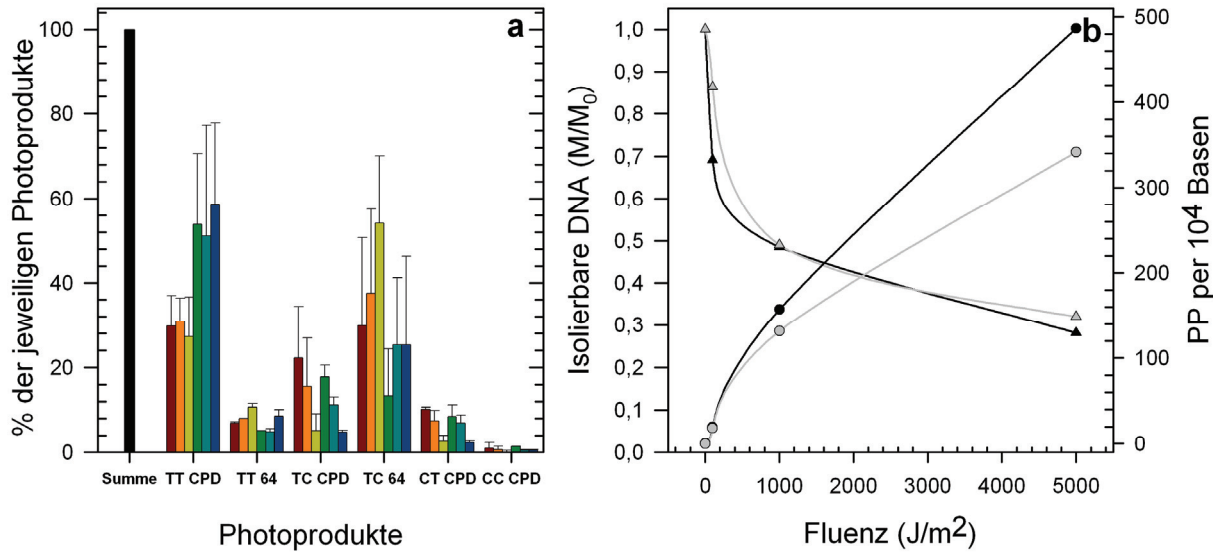 a
% der jeweiligen Photoprodukte
100
80
60
40
20
0
Summe TT CPD TT 64 TC CPD TC 64 CT CPD CC CPD
Photoprodukte
b
Isolierbare DNA (M/M0)
1,0
0,9
0,8
0,7
0,6
0,5
0,4
0,3
0,2
0,1
0,0
0 1000 2000 3000 4000 5000
Fluenz (J/m2)
500
400
300
200
100
0
PP per 104 Basen